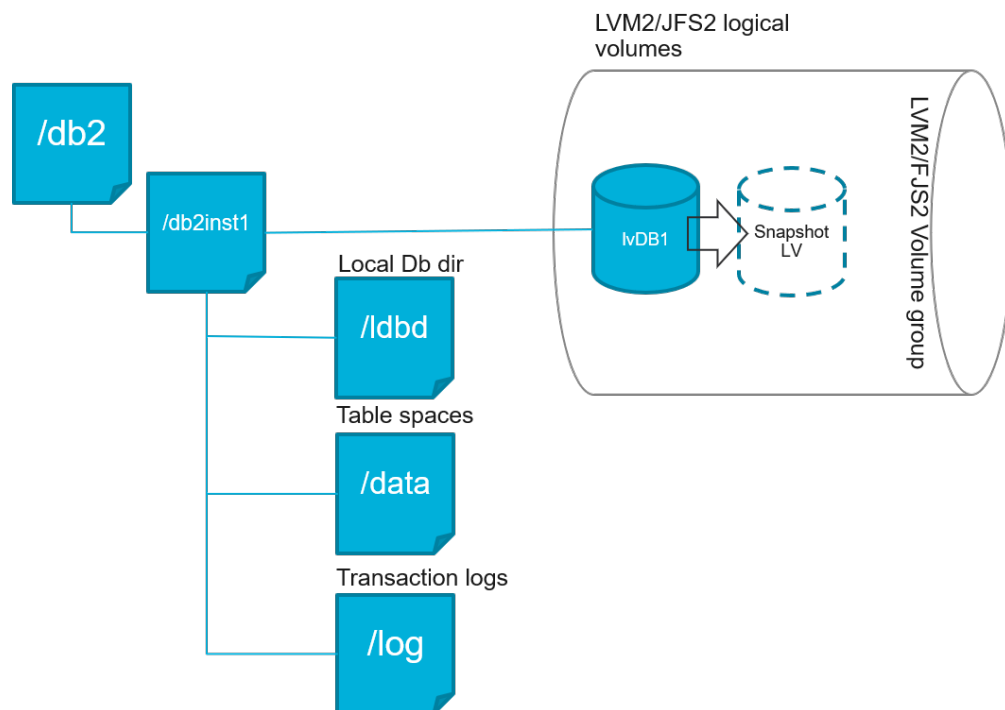 LVM2/JFS2 logical
volumes
/db2
LVM2/FJS2 Volume group
/db2inst1
lvDB1
Snapshot
LV
Local Db dir
/ldbd
Table spaces
/data
Transaction logs
/log